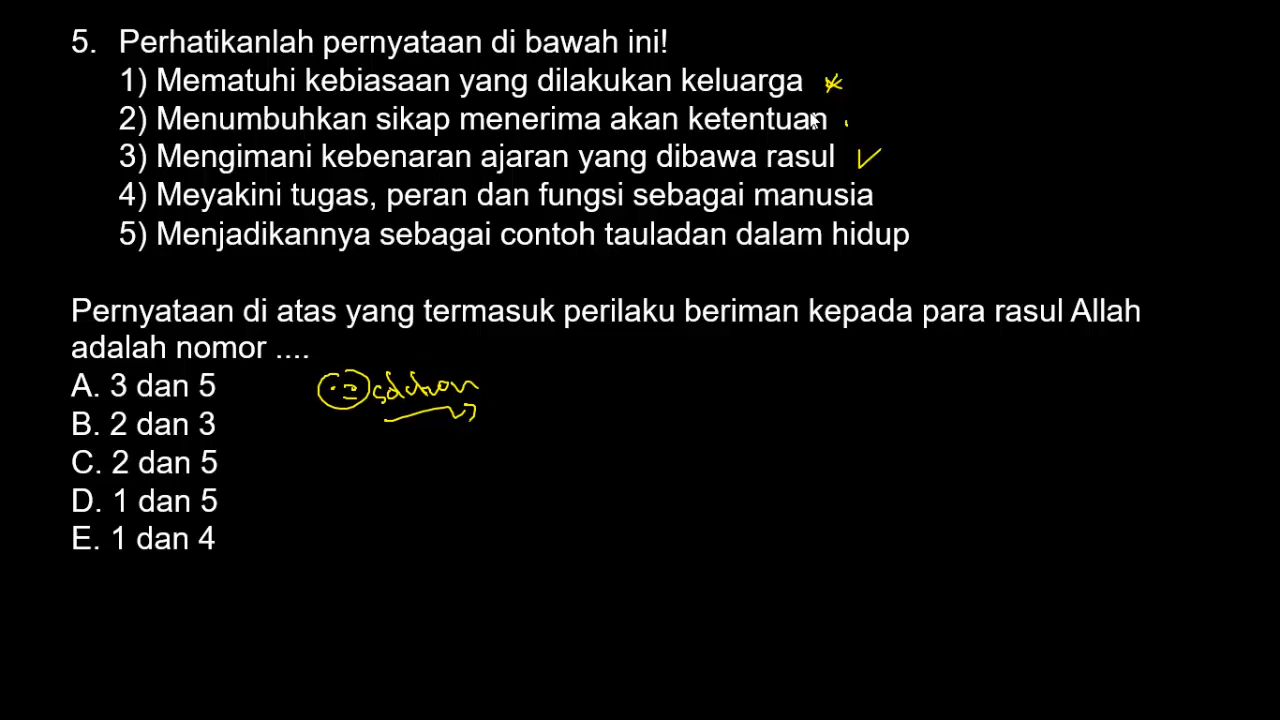 5. Perhatikanlah pernyataan di bawah ini!
1) Mematuhi kebiasaan yang dilakukan keluarga
2) Menumbuhkan sikap menerima akan ketentuan
3) Mengimani kebenaran ajaran yang dibawa rasul
4) Meyakini tugas, peran dan fungsi sebagai manusia
5) Menjadikannya sebagai contoh tauladan dalam hidup
Pernyataan di atas yang termasuk perilaku beriman kepada para rasul Allah
adalah nomor ....
A. 3 dan 5
B. 2 dan 3
C. 2 dan 5
D. 1 dan 5
E. 1 dan 4